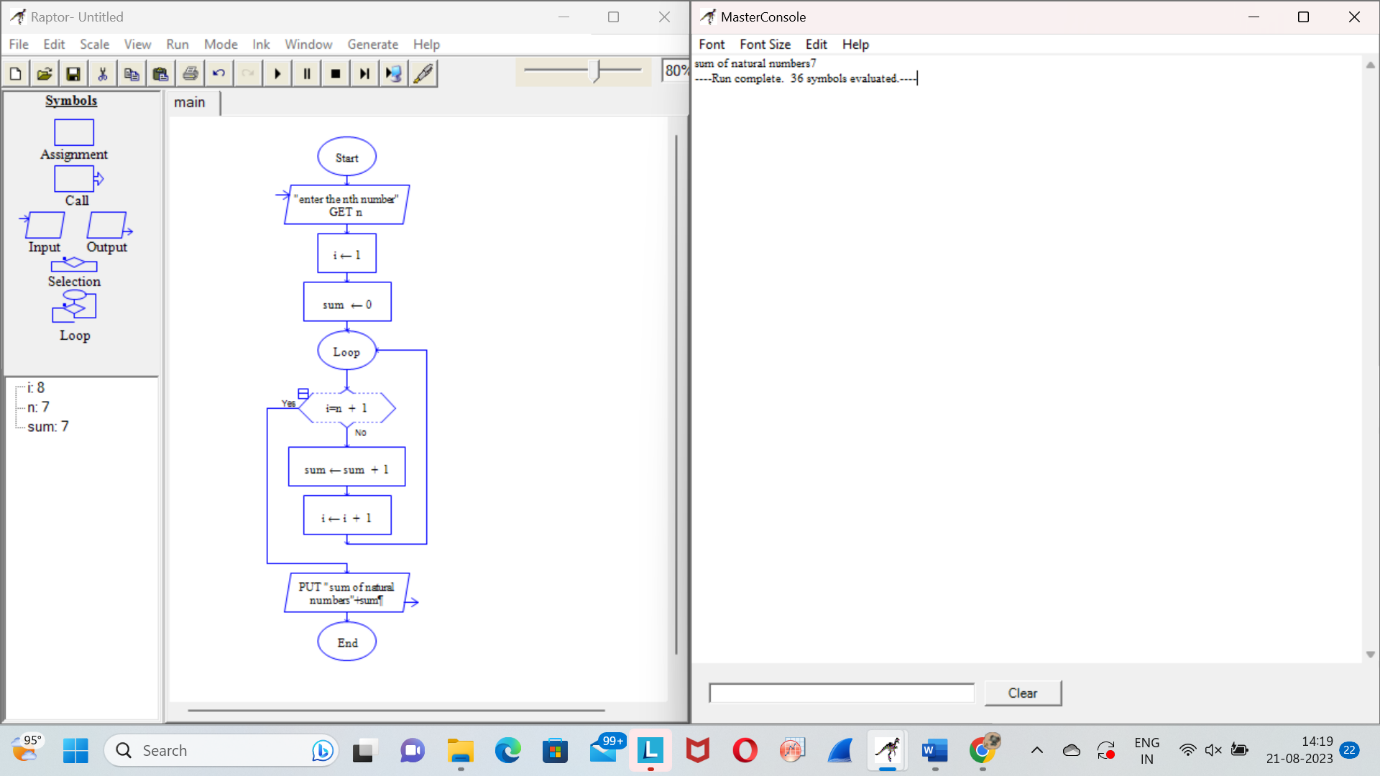 Raptor- Untitled
File Edit Scale View Run Mode Ink Window Generate Help
80%
Symbols
Assignment
Call
Input Output
Selection
Loop
i: 8
n: 7
sum: 7
main
Start
"enter the nth number"
GET n
i ← 1
sum ← 0
Loop
i=n + 1
Yes
No
sum ← sum + 1
i ← i + 1
PUT "sum of natural
numbers"+sum¶
End
MasterConsole
Font Font Size Edit Help
sum of natural numbers7
----Run complete. 36 symbols evaluated.----
Clear
95°
Search
99+
L
W
ENG
IN
14:19
21-08-2023
22